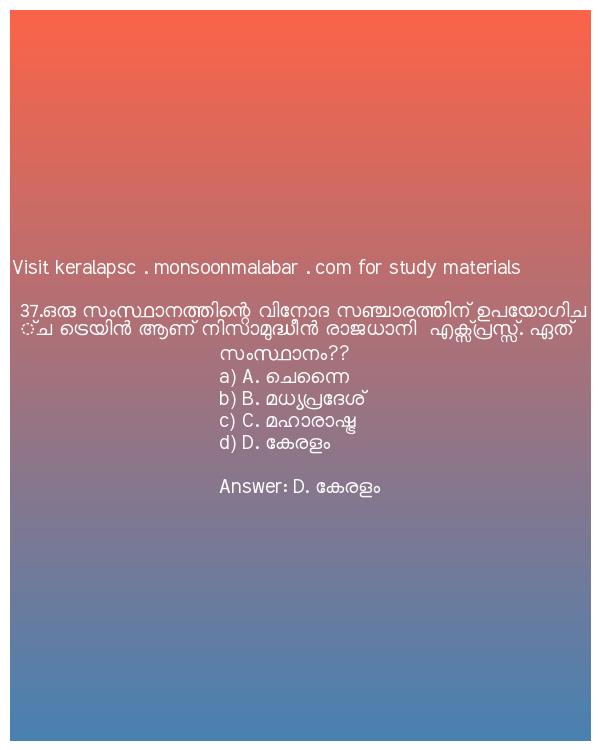 Visit keralapsc . monsoonmalabar . com for study materials
37.ഒരു സംസ്ഥാനത്തിന്റെ വിനോദ സഞ്ചാരത്തിന് ഉപയോഗിച
്ച ട്രെയിൻ ആണ് നിസാമുദ്ധീൻ രാജധാനി  എക്സ്പ്രസ്സ്. ഏത്
സംസ്ഥാനം??
a) A. ചെന്നൈ
b) B. മധ്യപ്രദേശ്
c) C. മഹാരാഷ്ട്ര
d) D. കേരളം
Answer: D. കേരളം